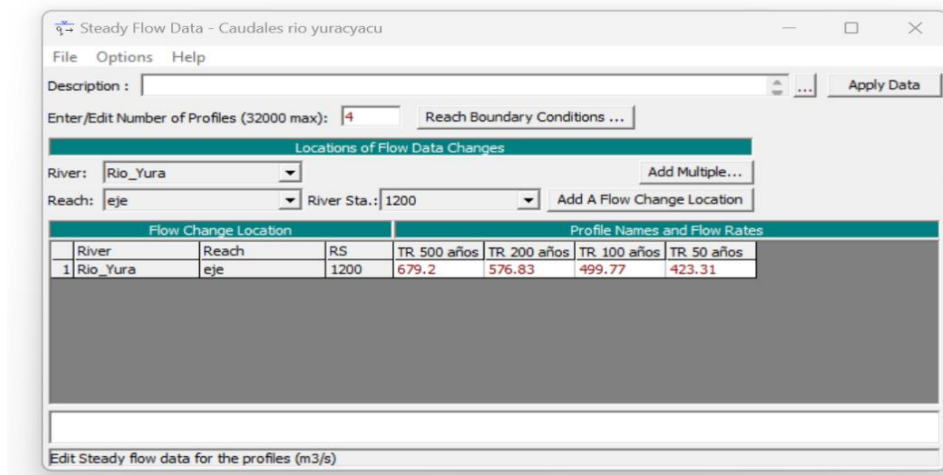 Steady Flow Data - Caudales rio yuracyacu
File Options Help
Description : ... Apply Data
Enter/Edit Number of Profiles (32000 max): 4 Reach Boundary Conditions ...
Locations of Flow Data Changes
River: Rio_Yura Add Multiple...
Reach: eje River Sta.: 1200 Add A Flow Change Location
Flow Change Location Profile Names and Flow Rates
River Reach RS TR 500 años TR 200 años TR 100 años TR 50 años
1 Rio_Yura eje 1200 679.2 576.83 499.77 423.31
Edit Steady flow data for the profiles (m3/s)